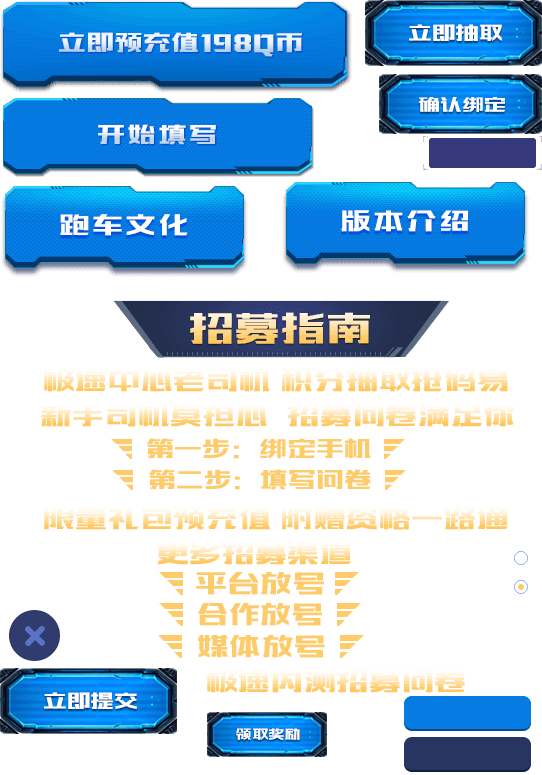 立即预充值198Q币
立即抽取
确认绑定
开始填写
跑车文化
版本介绍
招募指南
极速中心老司机 积分抽取抢码易
新手司机莫担心 招募问卷满足你
第一步：绑定手机
第二步：填写问卷
限量礼包预充值 附赠资格一路通
更多招募渠道
平台放号
合作放号
媒体放号
极速内测招募问卷
立即提交
领取奖励